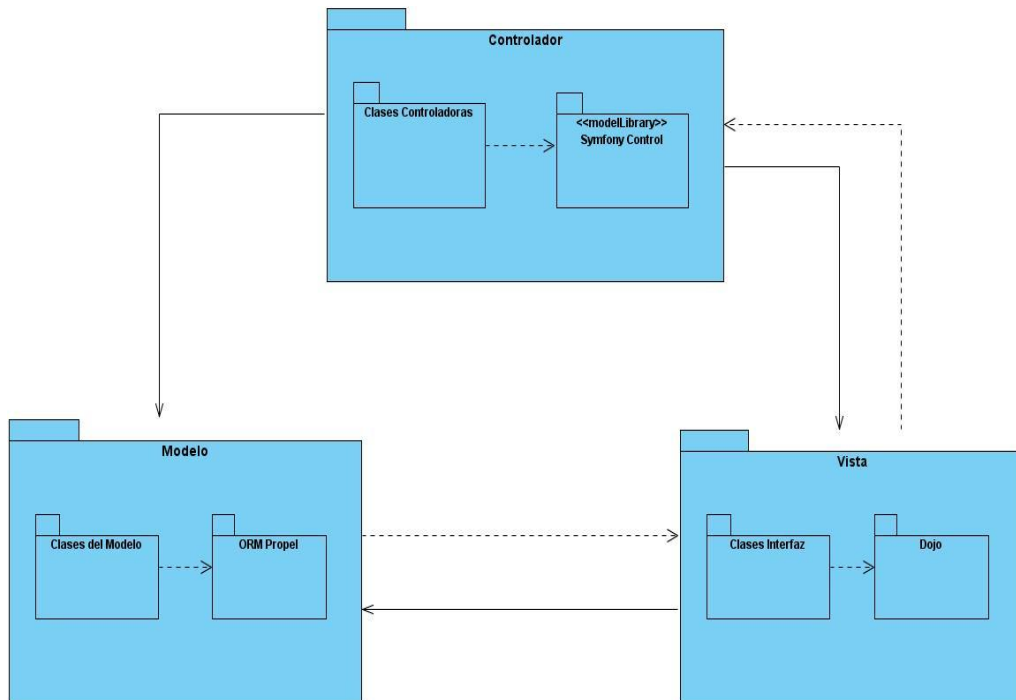 Controlador
Clases Controladoras
<<modelLibrary>>
Symfony Control
Modelo
Clases del Modelo
ORM Propel
Vista
Clases Interfaz
Dojo